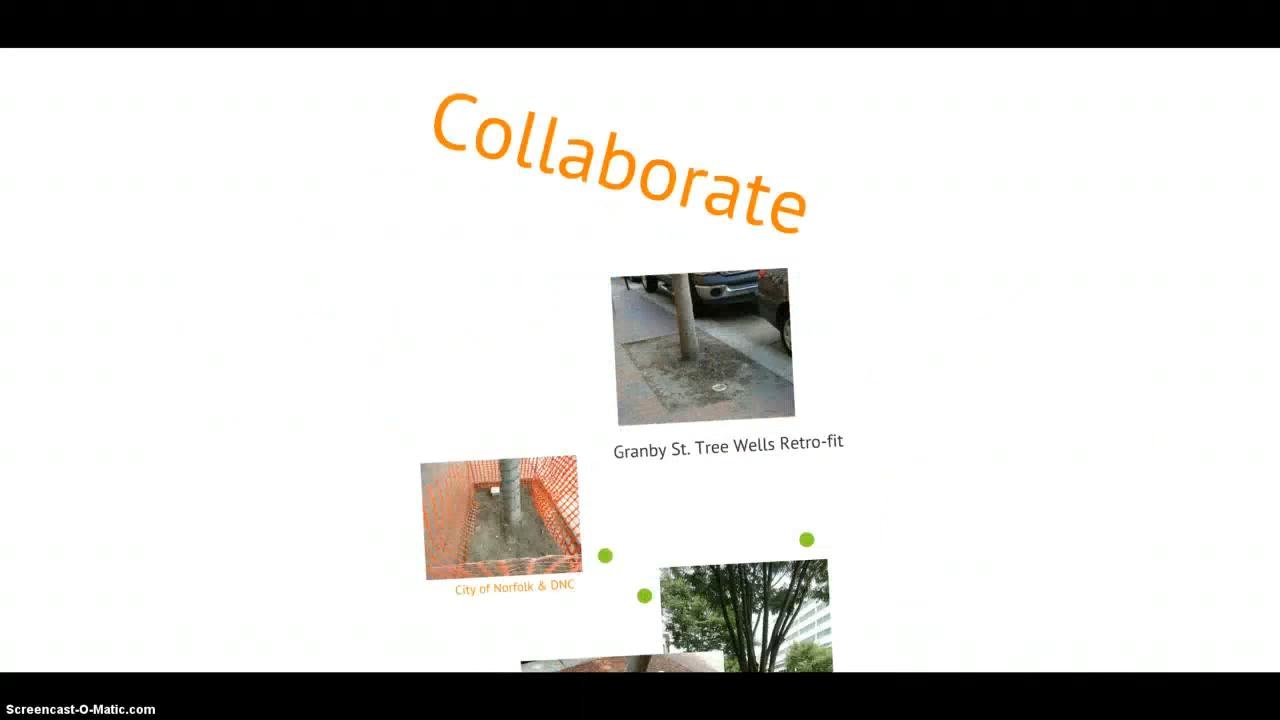 Collaborate
Granby St. Tree Wells Retro-fit
City of Norfolk & DNC
Screencast-O-Matic.com